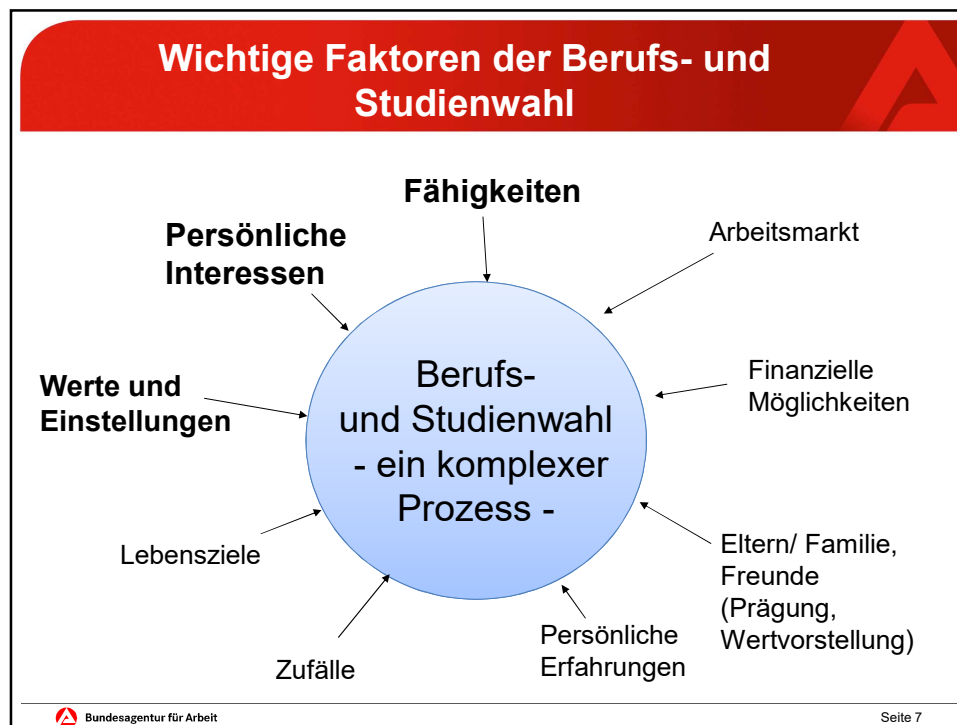 Wichtige Faktoren der Berufs- und
Studienwahl
Fähigkeiten
Persönliche
Interessen
Arbeitsmarkt
Werte und
Einstellungen
Berufs-
und Studienwahl
- ein komplexer
Prozess -
Finanzielle
Möglichkeiten
Lebensziele
Eltern/ Familie,
Freunde
(Prägung,
Wertvorstellung)
Zufälle
Persönliche
Erfahrungen
Bundesagentur für Arbeit
Seite 7